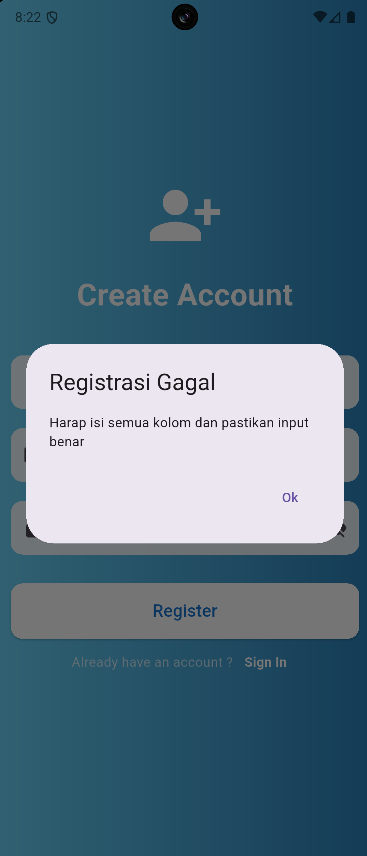 8:22
Create Account
Registrasi Gagal
Harap isi semua kolom dan pastikan input
benar
Ok
Register
Already have an account ? Sign In